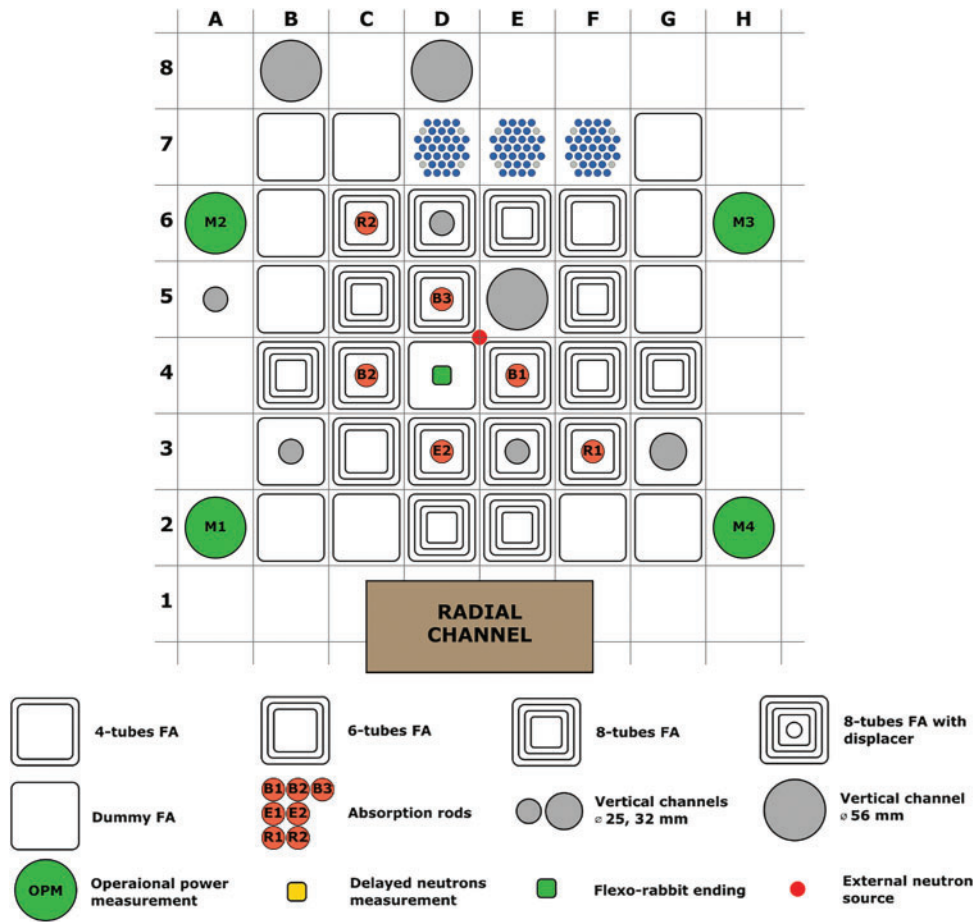 A B C D E F G H
8
7
6 M2 R2 M3
5 B3
4 B2 B1
3 E2 R1
2 M1 M4
1
RADIAL
CHANNEL
4-tubes FA
6-tubes FA
8-tubes FA
8-tubes FA with
displacer
Dummy FA
B1 B2 B3
E1 E2
R1 R2
Absorption rods
Vertical channels
ø 25, 32 mm
Vertical channel
ø 56 mm
OPM
Operaional power
measurement
Delayed neutrons
measurement
Flexo-rabbit ending
External neutron
source